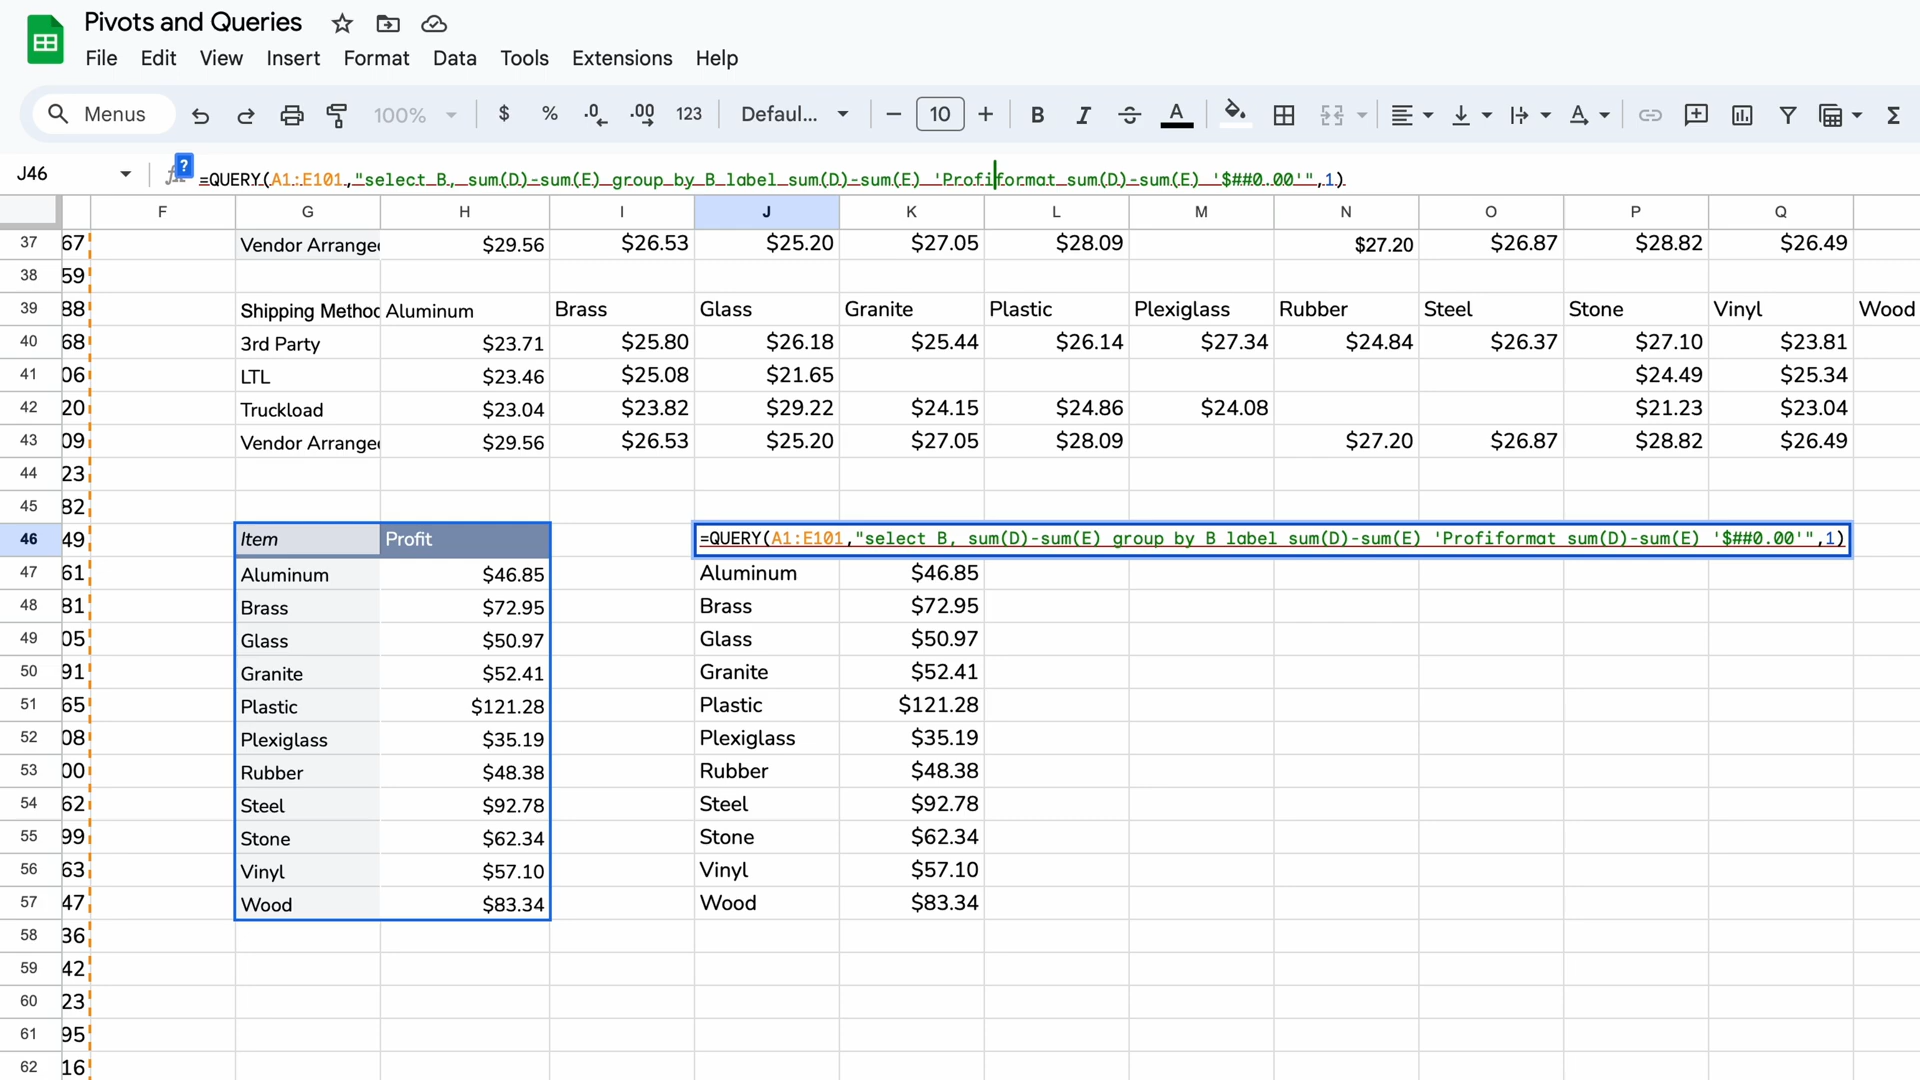 Pivots and Queries
File Edit View Insert Format Data Tools Extensions Help
Menus 100% $ % .0 .00 123 Defaul... 10 B I A Σ
J46 ? =QUERY(A1:E101,"select B, sum(D)-sum(E) group by B label sum(D)-sum(E) 'Profiformat sum(D)-sum(E) '$##0.00'",1)
F G H I J K L M N O P Q
37 67 Vendor Arranged $29.56 $26.53 $25.20 $27.05 $28.09 $27.20 $26.87 $28.82 $26.49
38 59
39 88 Shipping Method Aluminum Brass Glass Granite Plastic Plexiglass Rubber Steel Stone Vinyl Wood
40 68 3rd Party $23.71 $25.80 $26.18 $25.44 $26.14 $27.34 $24.84 $26.37 $27.10 $23.81
41 06 LTL $23.46 $25.08 $21.65 $24.49 $25.34
42 20 Truckload $23.04 $23.82 $29.22 $24.15 $24.86 $24.08 $21.23 $23.04
43 09 Vendor Arranged $29.56 $26.53 $25.20 $27.05 $28.09 $27.20 $26.87 $28.82 $26.49
44 23
45 82
46 49 Item Profit =QUERY(A1:E101,"select B, sum(D)-sum(E) group by B label sum(D)-sum(E) 'Profiformat sum(D)-sum(E) '$##0.00'",1)
47 61 Aluminum $46.85 Aluminum $46.85
48 81 Brass $72.95 Brass $72.95
49 05 Glass $50.97 Glass $50.97
50 91 Granite $52.41 Granite $52.41
51 65 Plastic $121.28 Plastic $121.28
52 08 Plexiglass $35.19 Plexiglass $35.19
53 00 Rubber $48.38 Rubber $48.38
54 62 Steel $92.78 Steel $92.78
55 99 Stone $62.34 Stone $62.34
56 63 Vinyl $57.10 Vinyl $57.10
57 47 Wood $83.34 Wood $83.34
58 36
59 42
60 23
61 95
62 16